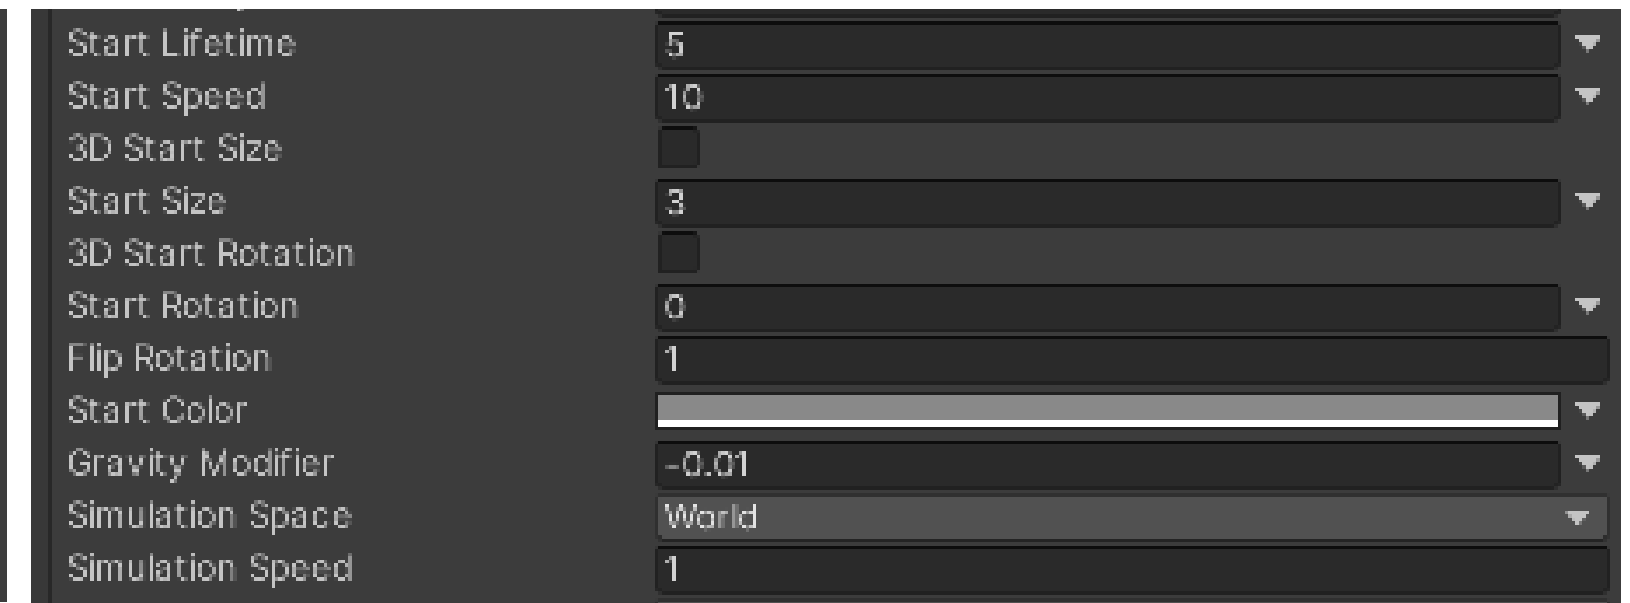 Start Lifetime 5
Start Speed 10
3D Start Size
Start Size 3
3D Start Rotation
Start Rotation 0
Flip Rotation 1
Start Color
Gravity Modifier -0.01
Simulation Space World
Simulation Speed 1